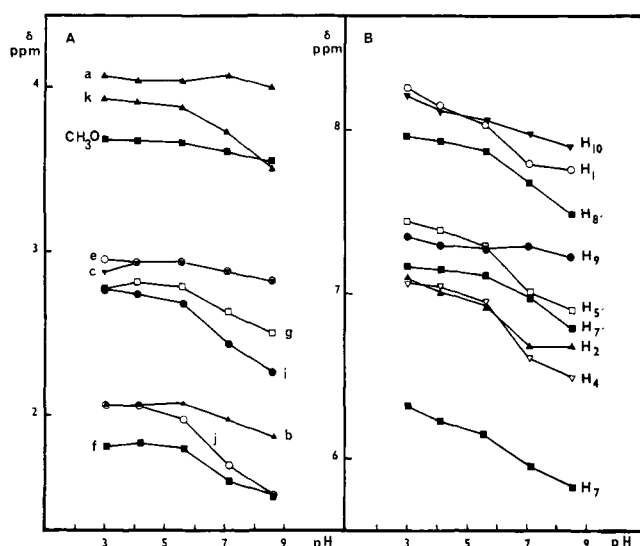 δ
ppm
A
4
a
k
CH₃O
3
e
c
g
i
2
b
j
f
3 5 7 9 pH
δ
ppm
B
8
H₁₀
H₁
H₈'
H₉
7
H₅'
H₇'
H₂
H₄
6
H₇
3 5 7 9 pH